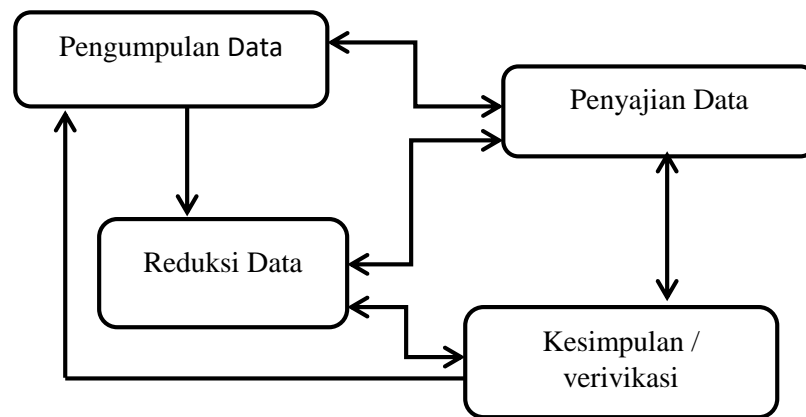 Pengumpulan Data
Penyajian Data
Reduksi Data
Kesimpulan /
verivikasi